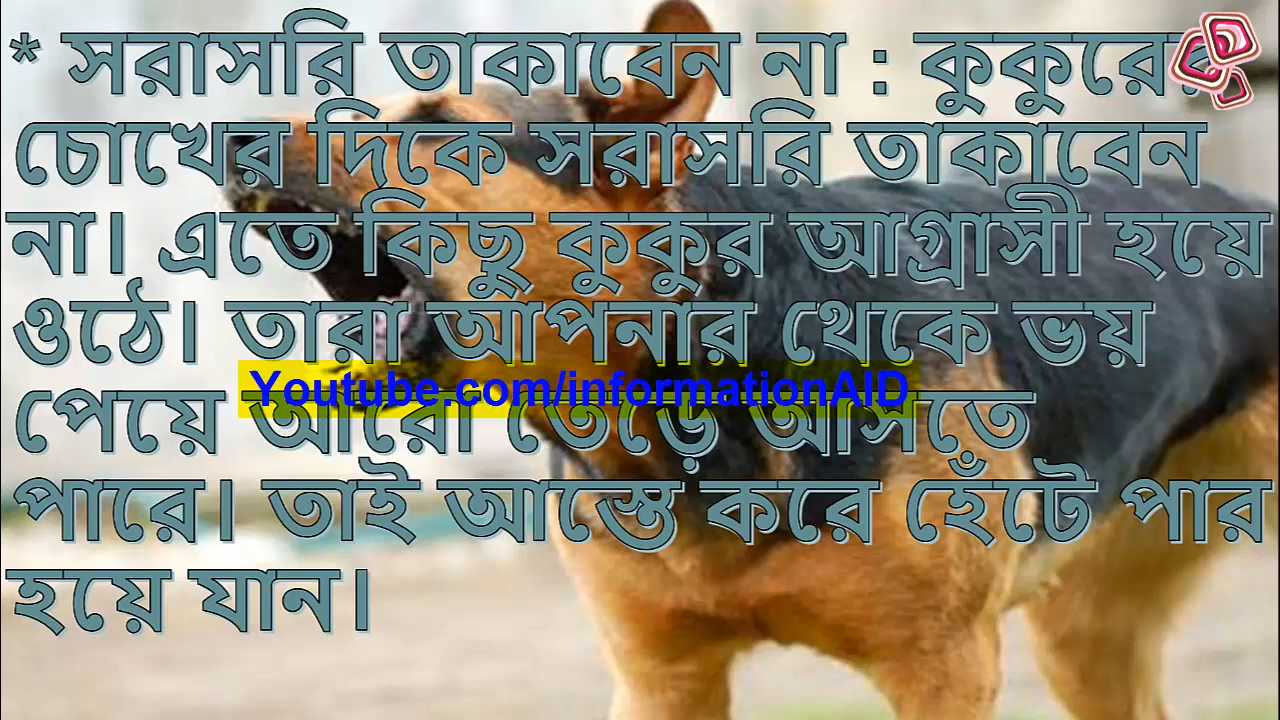 * সরাসরি তাকাবেন না : কুকুরের
চোখের দিকে সরাসরি তাকাবেন
না। এতে কিছু কুকুর আগ্রাসী হয়ে
ওঠে। তারা আপনার থেকে ভয়
Youtube.com/informationAID
পেয়ে আরো তেড়ে আসতে
পারে। তাই আস্তে করে হেঁটে পার
হয়ে যান।